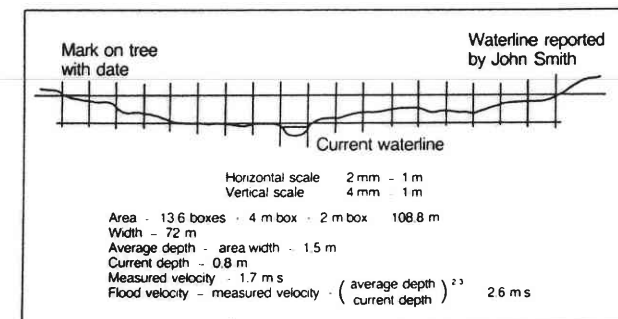 Mark on tree
with date
Waterline reported
by John Smith
Current waterline
Horizontal scale 2 mm - 1 m
Vertical scale 4 mm - 1 m
Area - 13 6 boxes · 4 m box · 2 m box 108.8 m
Width - 72 m
Average depth - area width - 1.5 m
Current depth - 0.8 m
Measured velocity - 1.7 m s
Flood velocity - measured velocity · ( average depth
current depth ) 2 3 2.6 m s